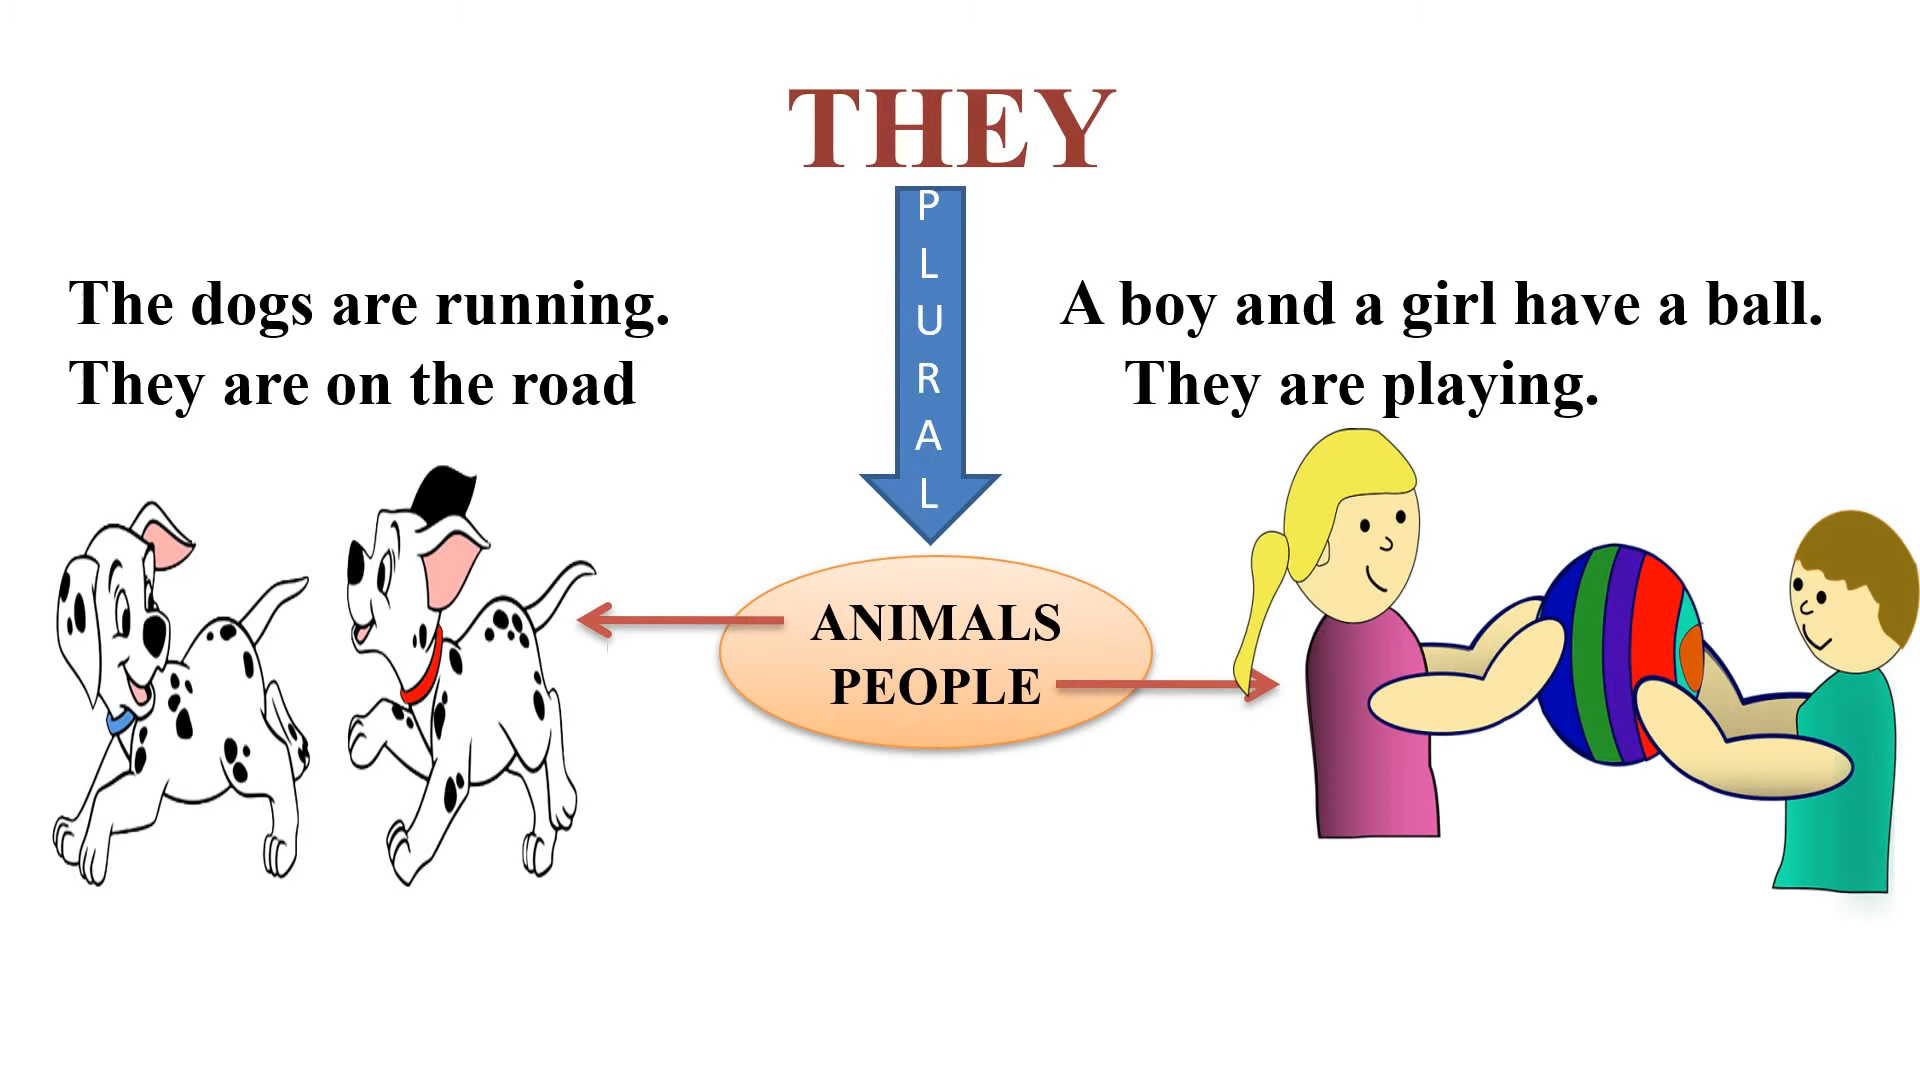 THEY
PLURAL
The dogs are running.
They are on the road
A boy and a girl have a ball.
They are playing.
ANIMALS
PEOPLE